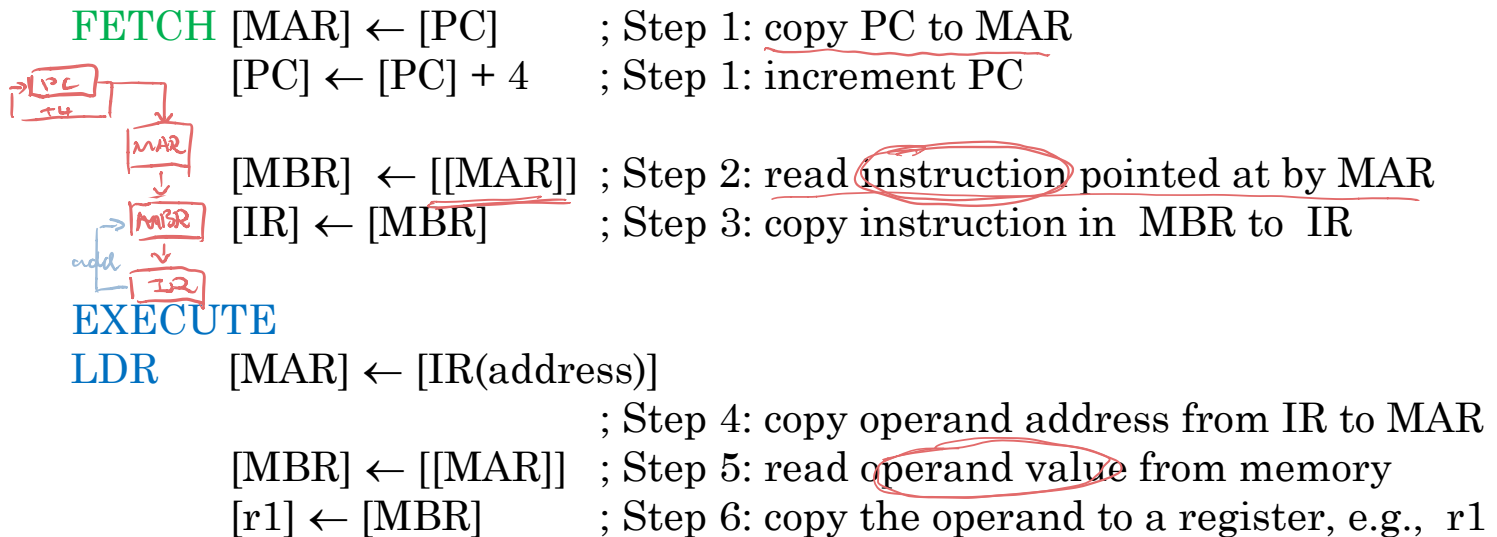 FETCH [MAR] ← [PC] ; Step 1: copy PC to MAR
[PC] ← [PC] + 4 ; Step 1: increment PC
PC
+4
MAR
[MBR] ← [[MAR]] ; Step 2: read instruction pointed at by MAR
MBR [IR] ← [MBR] ; Step 3: copy instruction in MBR to IR
add
IR
EXECUTE
LDR [MAR] ← [IR(address)]
; Step 4: copy operand address from IR to MAR
[MBR] ← [[MAR]] ; Step 5: read operand value from memory
[r1] ← [MBR] ; Step 6: copy the operand to a register, e.g., r1